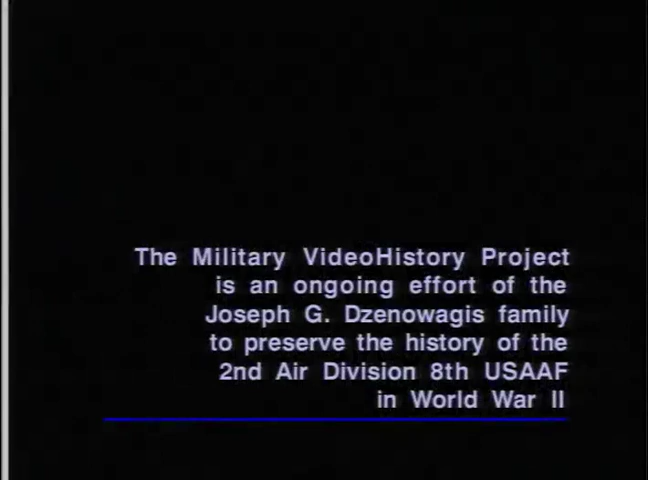 The Military VideoHistory Project
is an ongoing effort of the
Joseph G. Dzenowagis family
to preserve the history of the
2nd Air Division 8th USAAF
in World War II